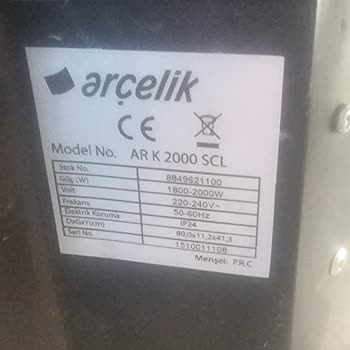 arçelik
CE
Model No. AR K 2000 SCL
Stok No. 8849621100
Güç (W) 1800-2000W
Volt 220-240V~
Frekans 50-60Hz
Elektrik Koruma IP24
DxGxY(cm) 80,0x11,2x41,3
Seri No. 1510011108
Menşei: P.R.C